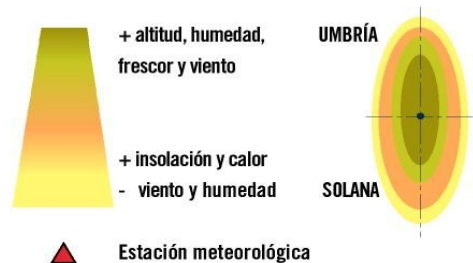 + altitud, humedad,
frescor y viento
+ insolación y calor
- viento y humedad
UMBRÍA
SOLANA
Estación meteorológica